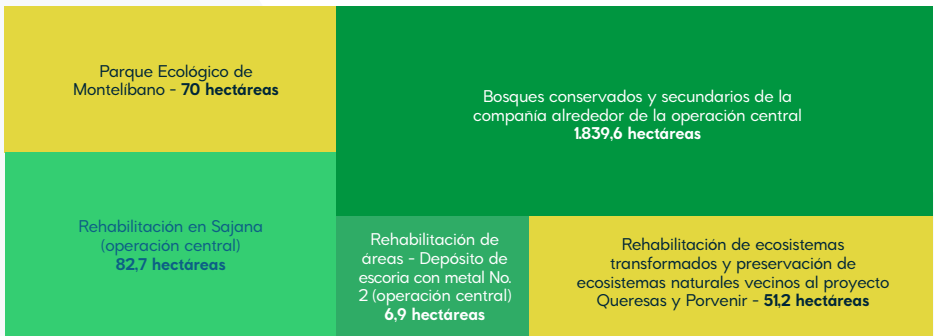 Parque Ecológico de
Montelíbano - 70 hectáreas
Bosques conservados y secundarios de la
compañía alrededor de la operación central
1.839,6 hectáreas
Rehabilitación en Sajana
(operación central)
82,7 hectáreas
Rehabilitación de
áreas - Depósito de
escoria con metal No.
2 (operación central)
6,9 hectáreas
Rehabilitación de ecosistemas
transformados y preservación de
ecosistemas naturales vecinos al proyecto
Queresas y Porvenir - 51,2 hectáreas